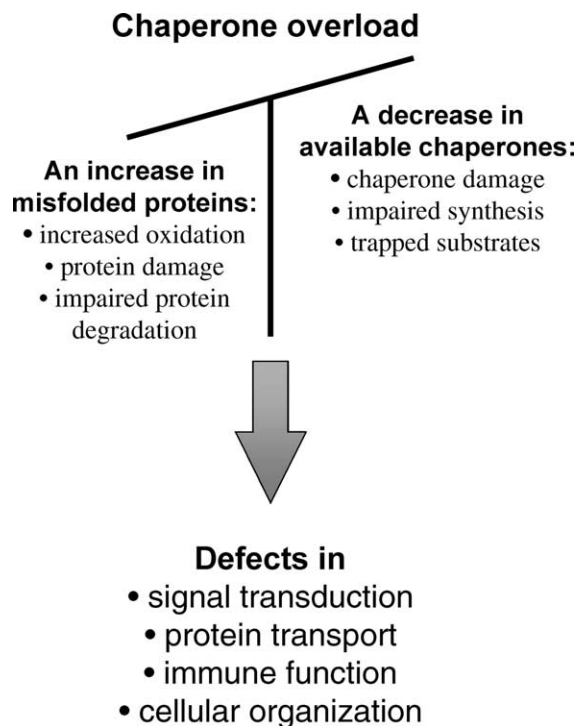 Chaperone overload
An increase in
misfolded proteins:
• increased oxidation
• protein damage
• impaired protein
degradation
A decrease in
available chaperones:
• chaperone damage
• impaired synthesis
• trapped substrates
Defects in
• signal transduction
• protein transport
• immune function
• cellular organization